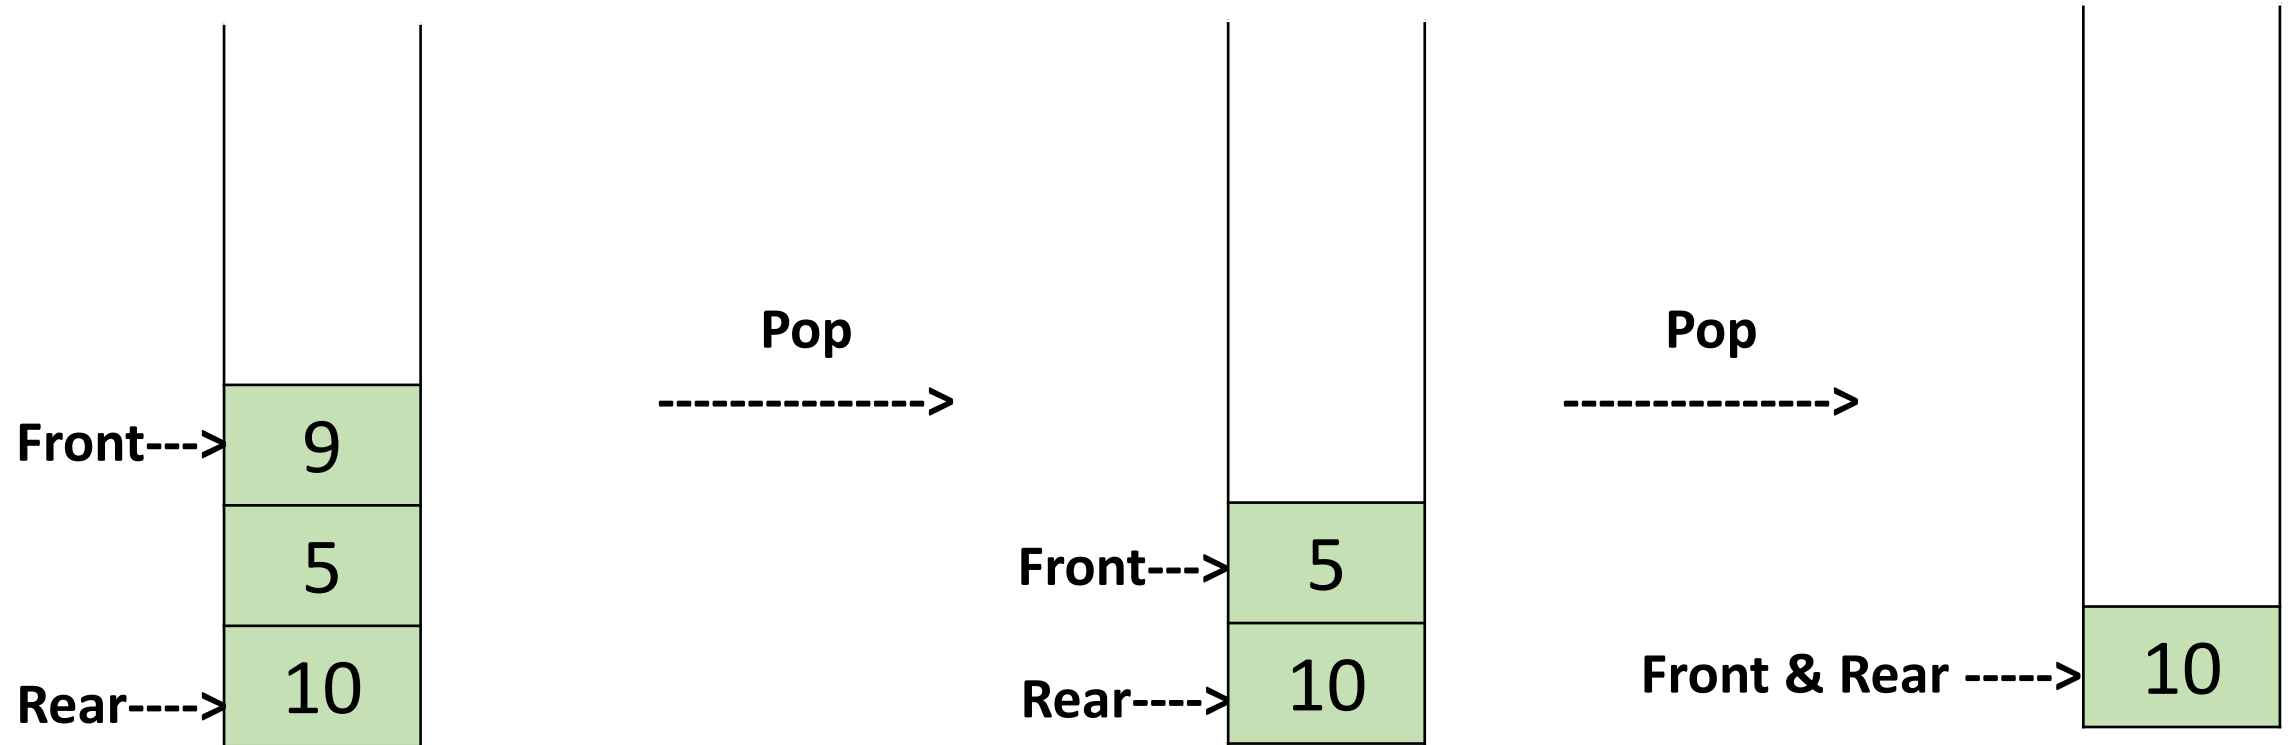 Front--->
9
5
Rear---->
10
Pop
--------------->
Front--->
5
Rear---->
10
Pop
--------------->
Front & Rear ----->
10